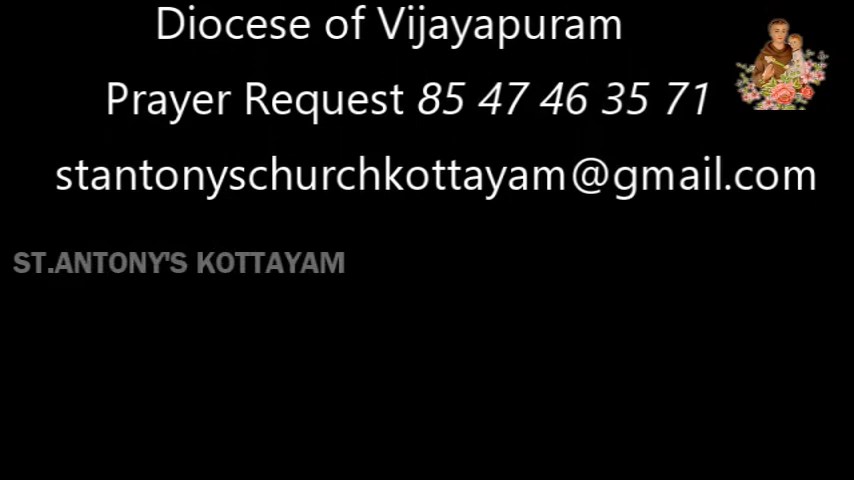 Diocese of Vijayapuram
Prayer Request 85 47 46 35 71
stantonyschurchkottayam@gmail.com
ST.ANTONY'S KOTTAYAM